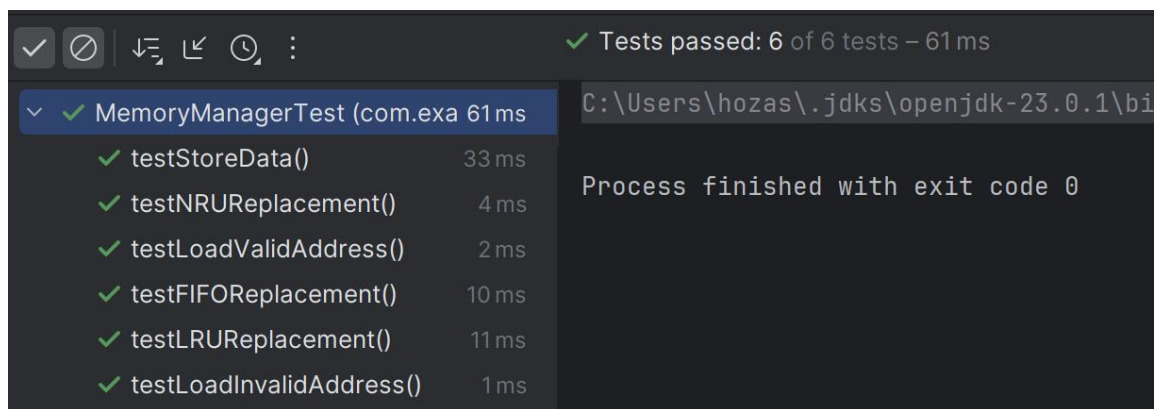 Tests passed: 6 of 6 tests – 61 ms
MemoryManagerTest (com.exa 61 ms
testStoreData() 33 ms
testNRUReplacement() 4 ms
testLoadValidAddress() 2 ms
testFIFOReplacement() 10 ms
testLRUReplacement() 11 ms
testLoadInvalidAddress() 1 ms
C:\Users\hozas\.jdks\openjdk-23.0.1\bi
Process finished with exit code 0